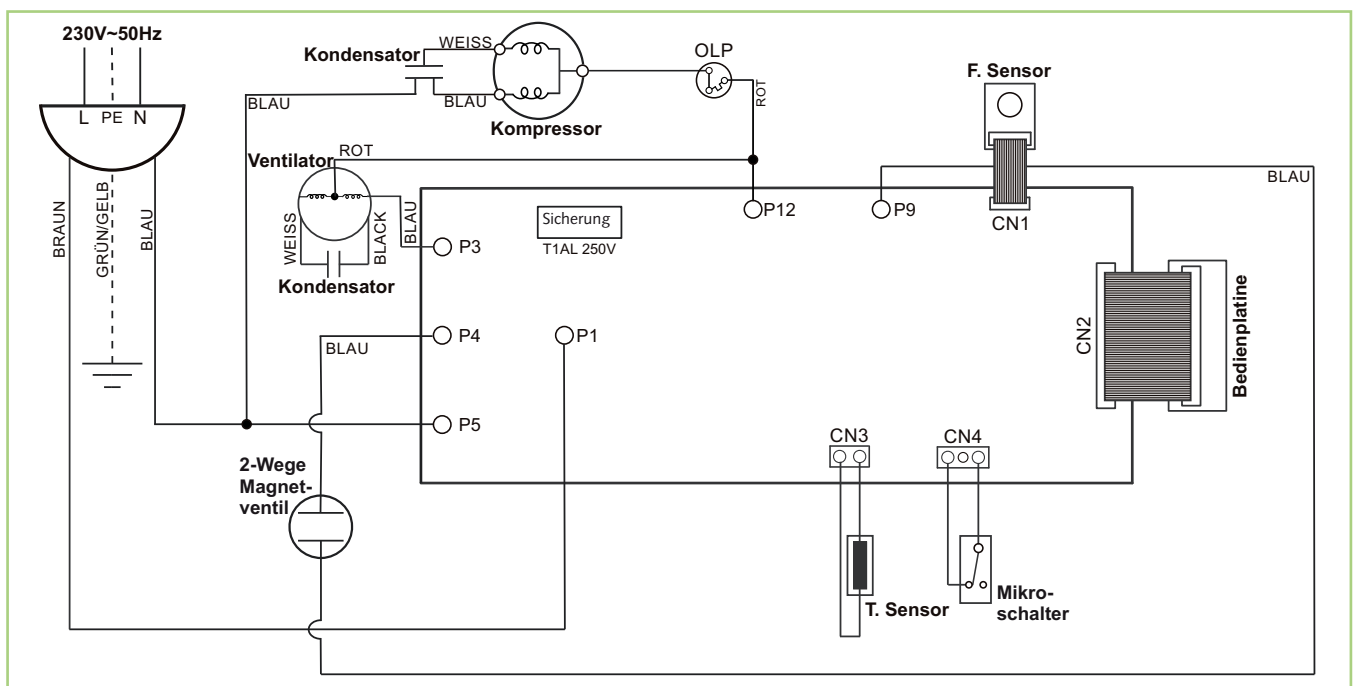 230V~50Hz
L PE N
BRAUN
GRÜN/GELB
BLAU
Kondensator
WEISS
BLAU
BLAU
Kompressor
OLP
ROT
F. Sensor
CN1
BLAU
Ventilator
ROT
WEISS
BLACK
BLAU
Kondensator
Sicherung
T1AL 250V
P12
P9
P3
P4
BLAU
P1
P5
CN2
Bedienplatine
2-Wege
Magnet-
ventil
CN3
CN4
T. Sensor
Mikro-
schalter